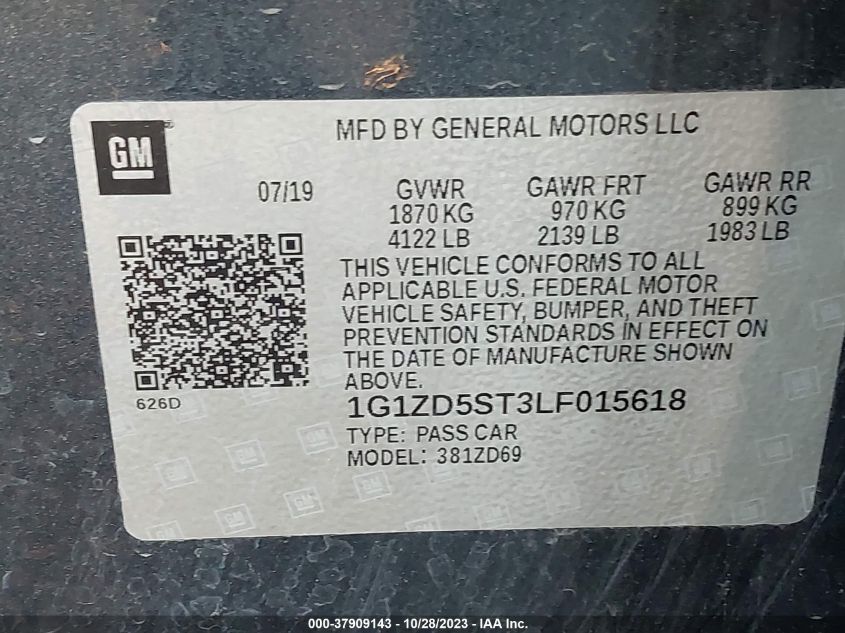 GM
MFD BY GENERAL MOTORS LLC
07/19
GVWR GAWR FRT GAWR RR
1870 KG 970 KG 899 KG
4122 LB 2139 LB 1983 LB
THIS VEHICLE CONFORMS TO ALL
APPLICABLE U.S. FEDERAL MOTOR
VEHICLE SAFETY, BUMPER, AND THEFT
PREVENTION STANDARDS IN EFFECT ON
THE DATE OF MANUFACTURE SHOWN
ABOVE.
626D
1G1ZD5ST3LF015618
TYPE: PASS CAR
MODEL: 381ZD69
000-37909143 - 10/28/2023 - IAA Inc.